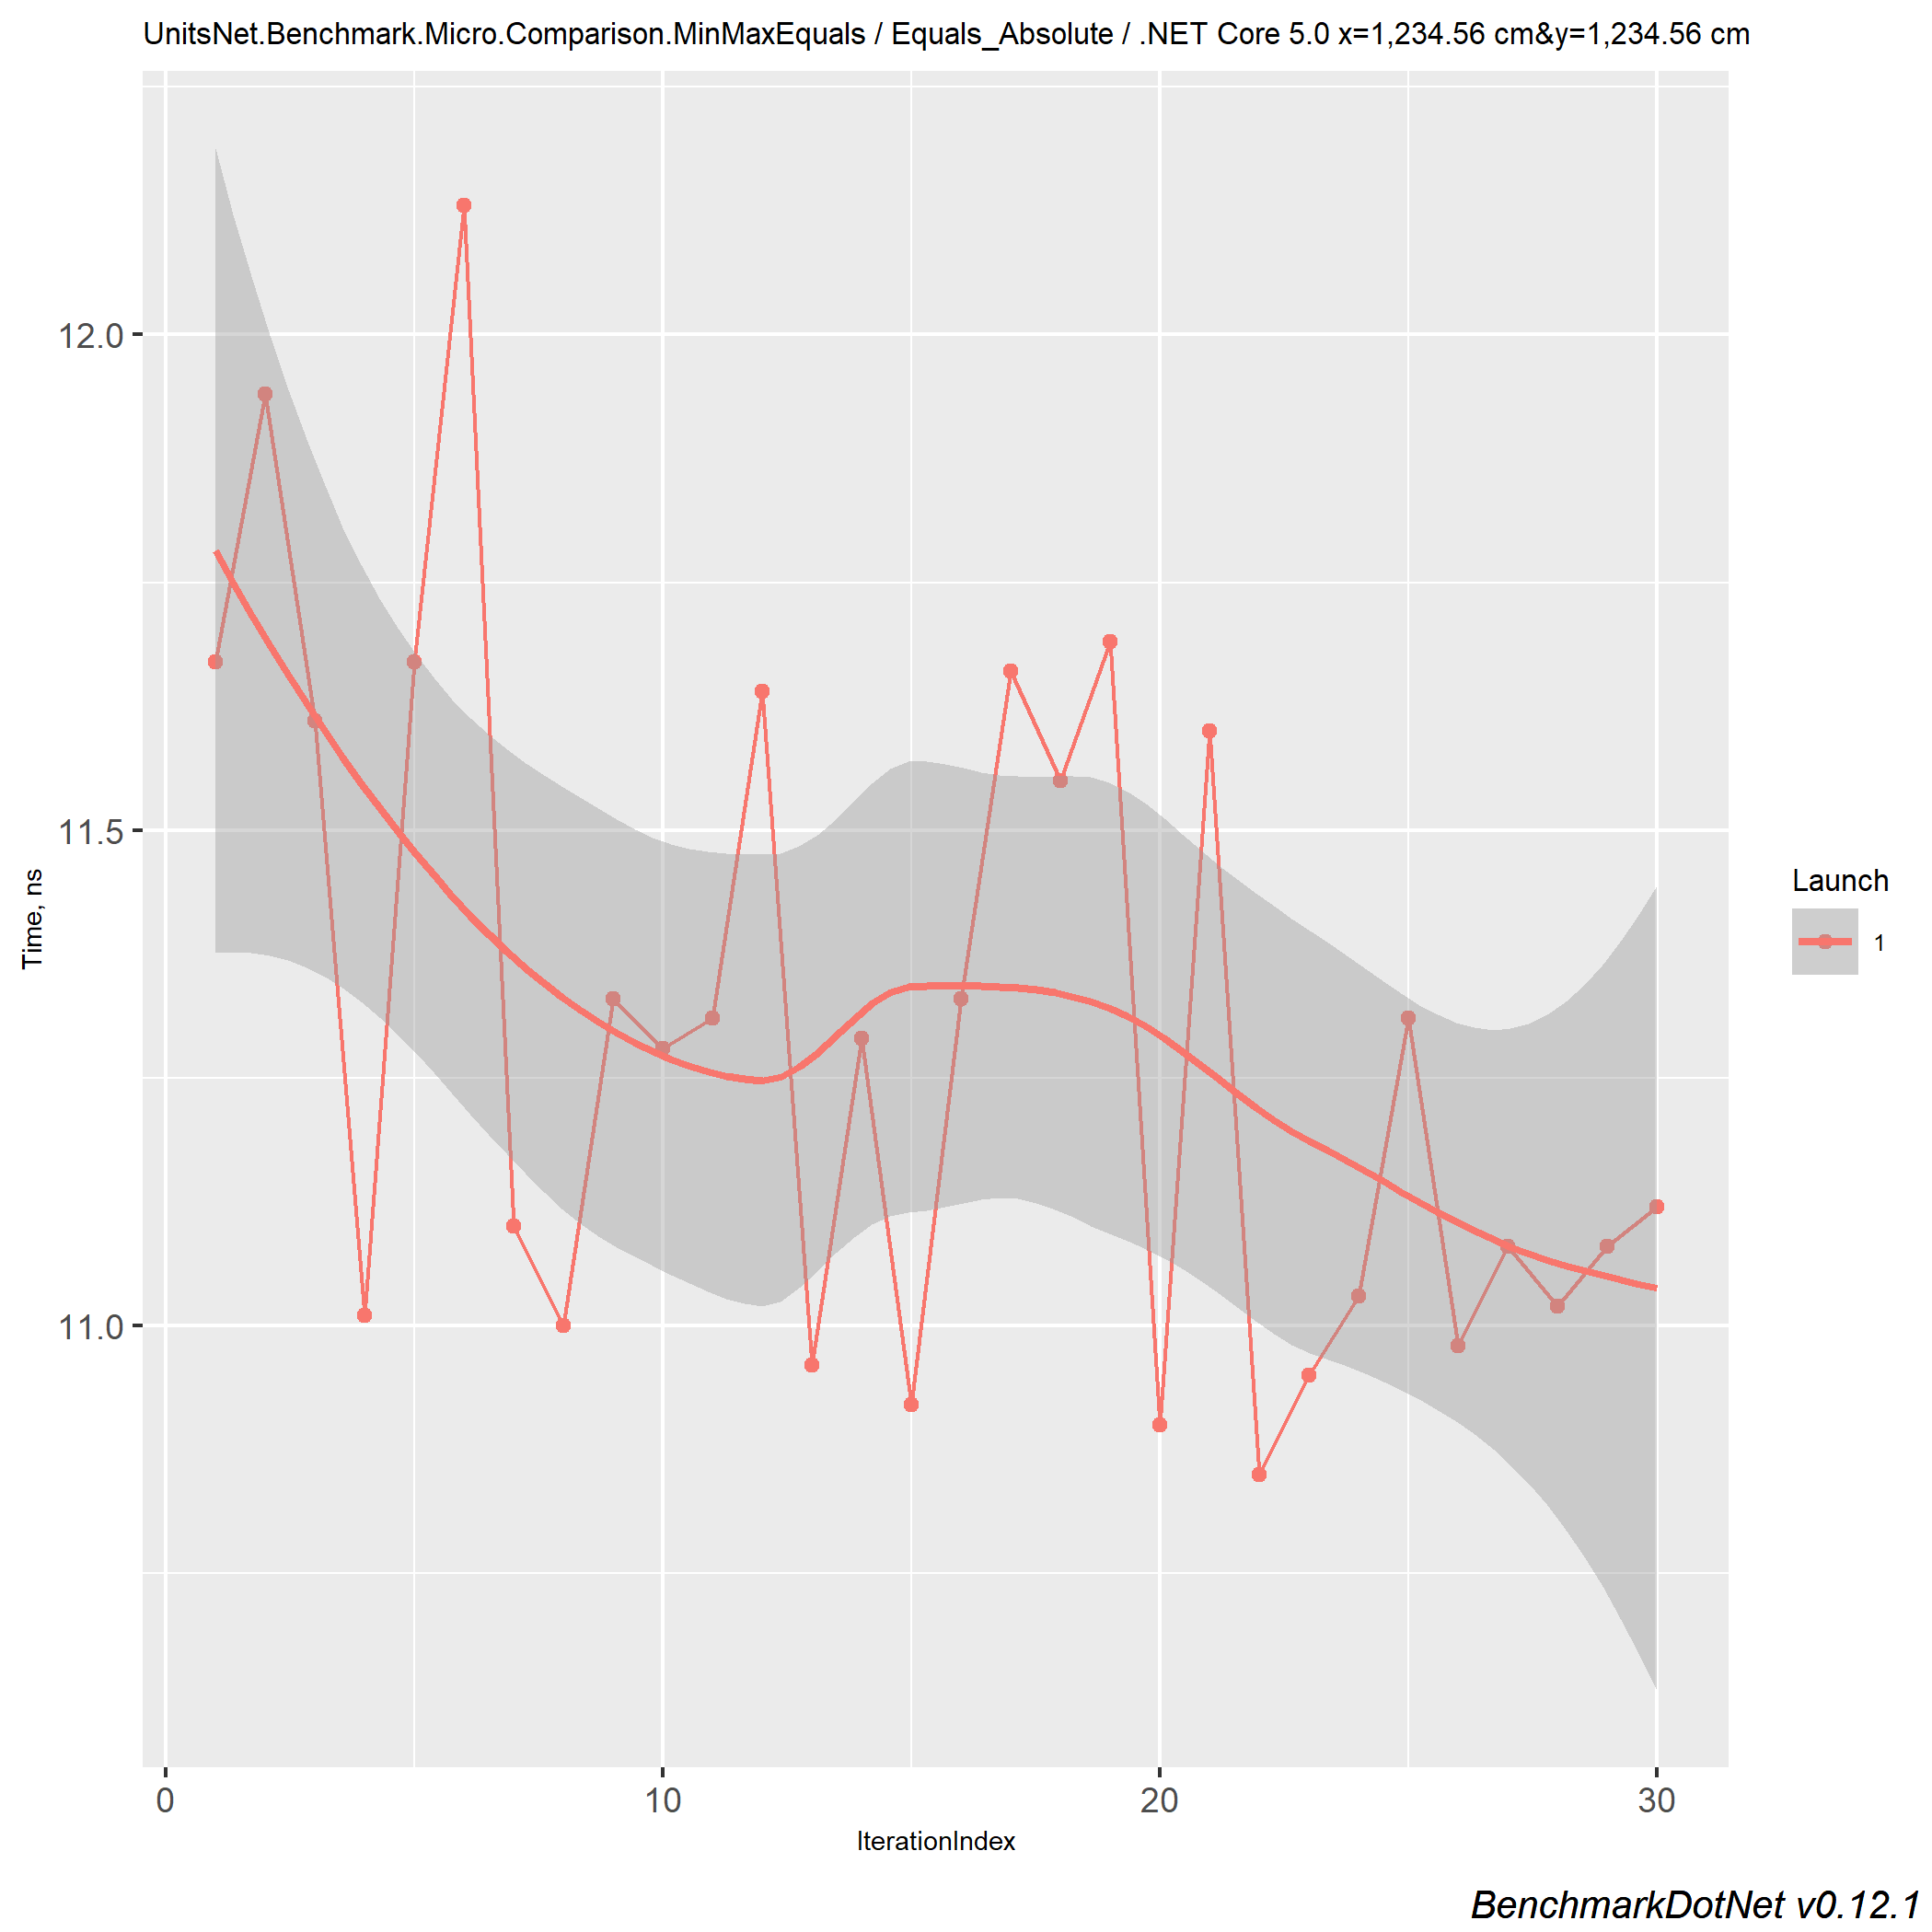 UnitsNet.Benchmark.Micro.Comparison.MinMaxEquals / Equals_Absolute / .NET Core 5.0 x=1,234.56 cm&y=1,234.56 cm
12.0
11.5
11.0
Time, ns
Launch
1
0 10 20 30
IterationIndex
BenchmarkDotNet v0.12.1